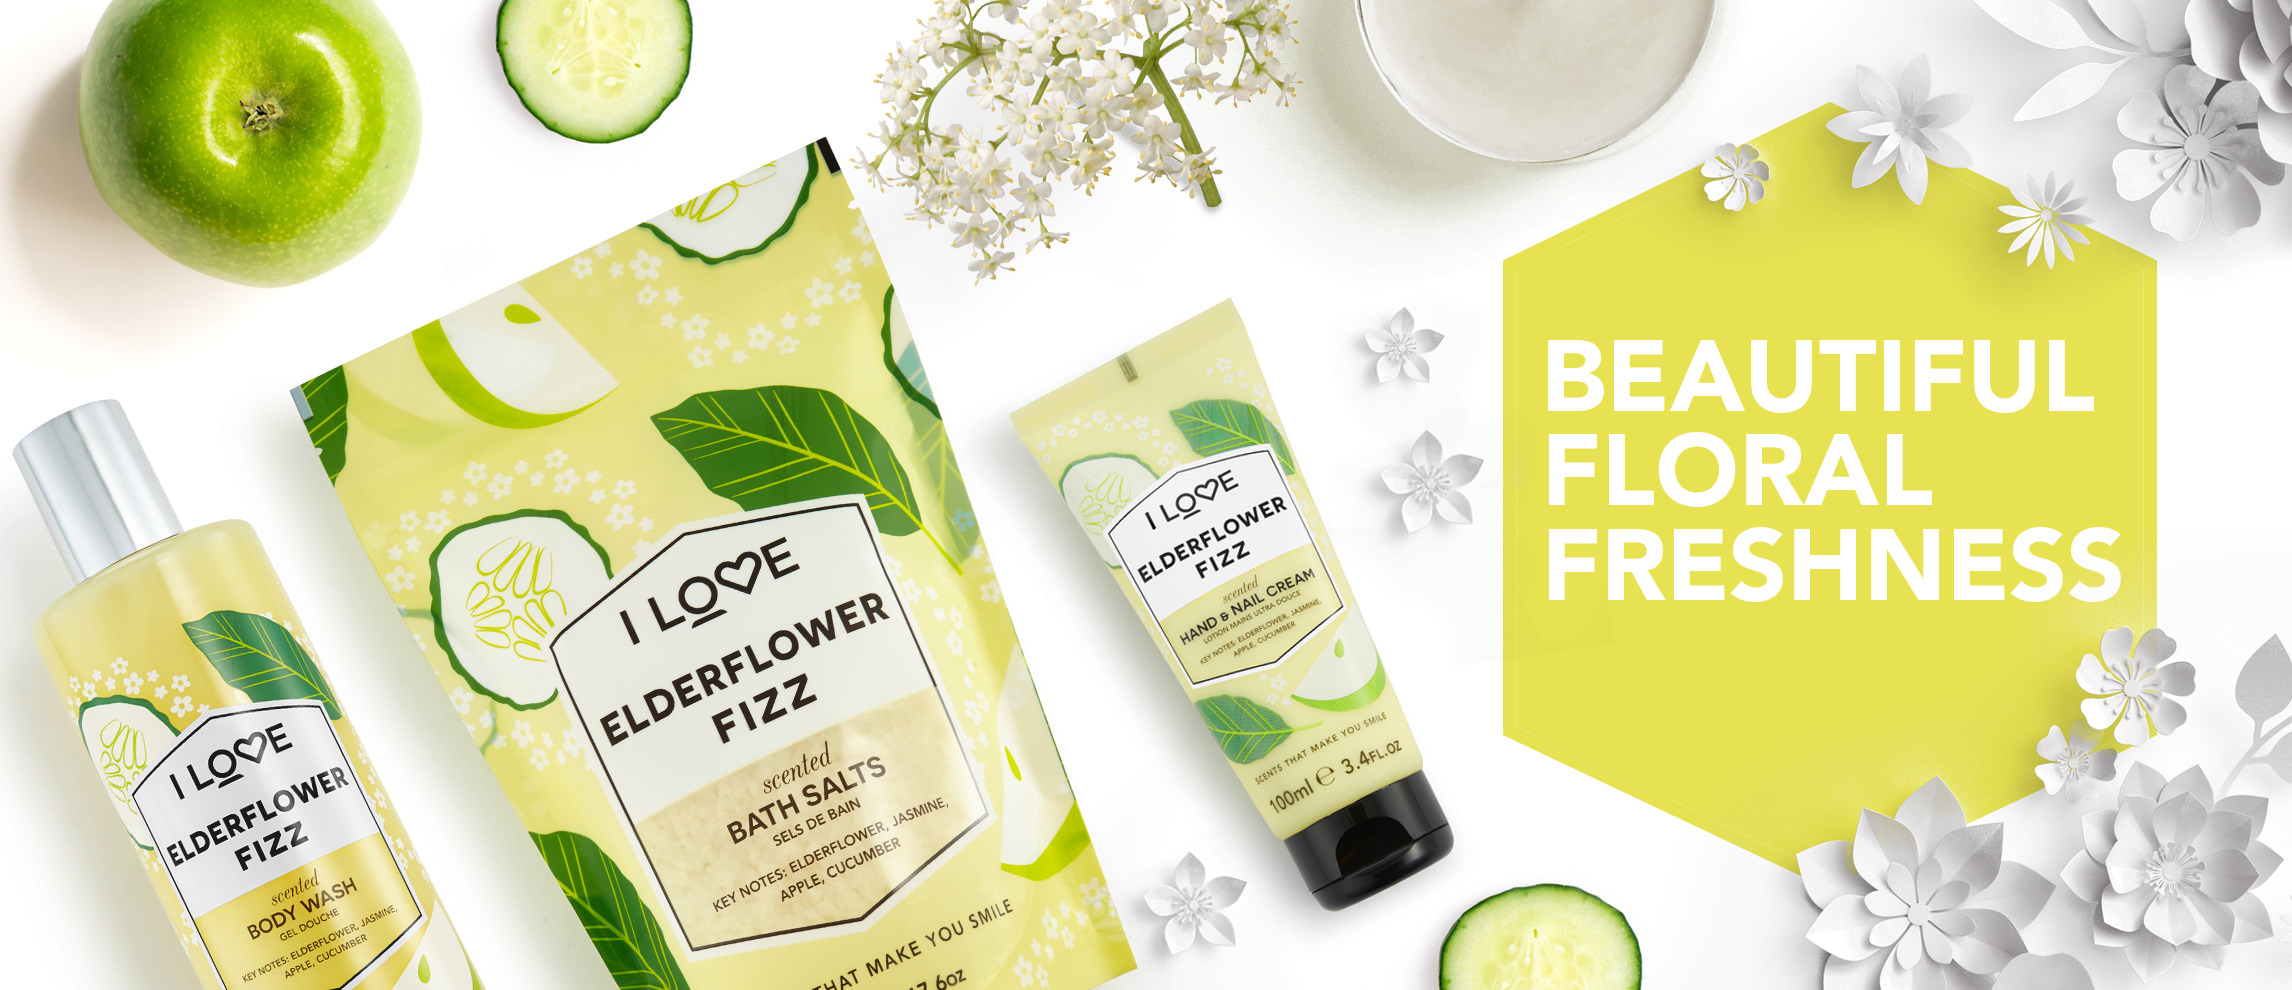 I LOVE
ELDERFLOWER
FIZZ
scented
BODY WASH
GEL DOUCHE
KEY NOTES: ELDERFLOWER, JASMINE,
APPLE, CUCUMBER
I LOVE
ELDERFLOWER
FIZZ
scented
BATH SALTS
SELS DE BAIN
KEY NOTES: ELDERFLOWER, JASMINE,
APPLE, CUCUMBER
THAT MAKE YOU SMILE
17.6oz
I LOVE
ELDERFLOWER
FIZZ
scented
HAND & NAIL CREAM
LOTION MAINS ULTRA DOUCE
KEY NOTES: ELDERFLOWER, JASMINE,
APPLE, CUCUMBER
SCENTS THAT MAKE YOU SMILE
100ml ℮ 3.4FL.OZ
BEAUTIFUL
FLORAL
FRESHNESS